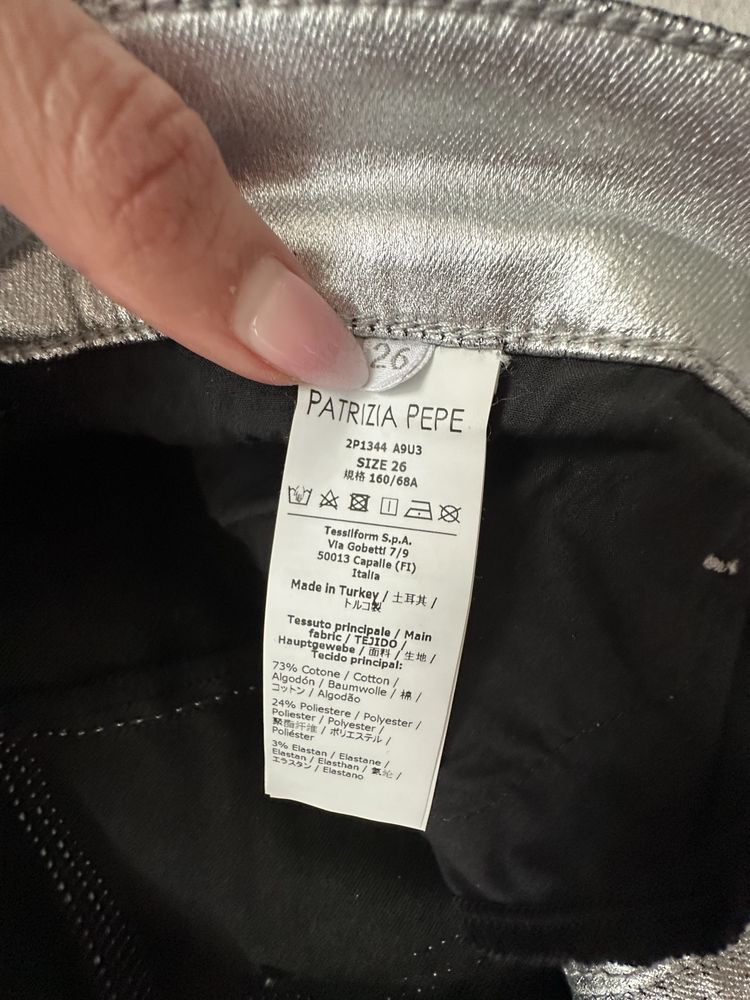 26
PATRIZIA PEPE
2P1344 A9U3
SIZE 26
規格 160/68A
Tessilform S.p.A.
Via Gobetti 7/9
50013 Capalle (FI)
Italia
Made in Turkey / 土耳其 /
トルコ製
Tessuto principale / Main
fabric / TEJIDO /
Hauptgewebe / 面料 / 生地 /
Tecido principal:
73% Cotone / Cotton /
Algodón / Baumwolle / 棉 /
コットン / Algodão
24% Poliestere / Polyester /
Poliester / Polyester /
聚酯纤维 / ポリエステル /
Poliéster
3% Elastan / Elastane /
Elastan / Elasthan / 氨纶 /
エラスタン / Elastano